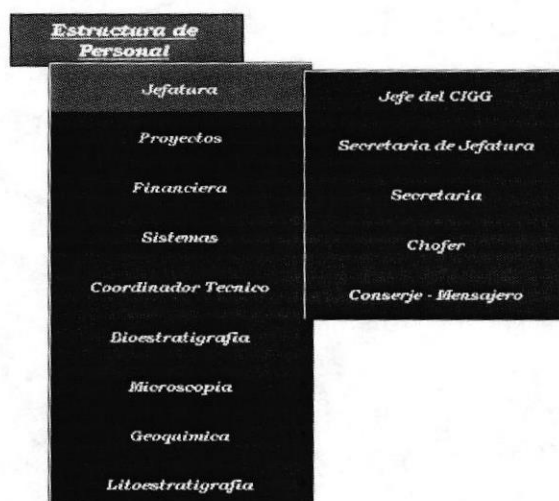 Estructura de
Personal
Jefatura
Proyectos
Financiera
Sistemas
Coordinador Tecnico
Bioestratigrafia
Microscopia
Geoquimica
Litoestratigrafia
Jefe del CIGG
Secretaria de Jefatura
Secretaria
Chofer
Conserje - Mensajero